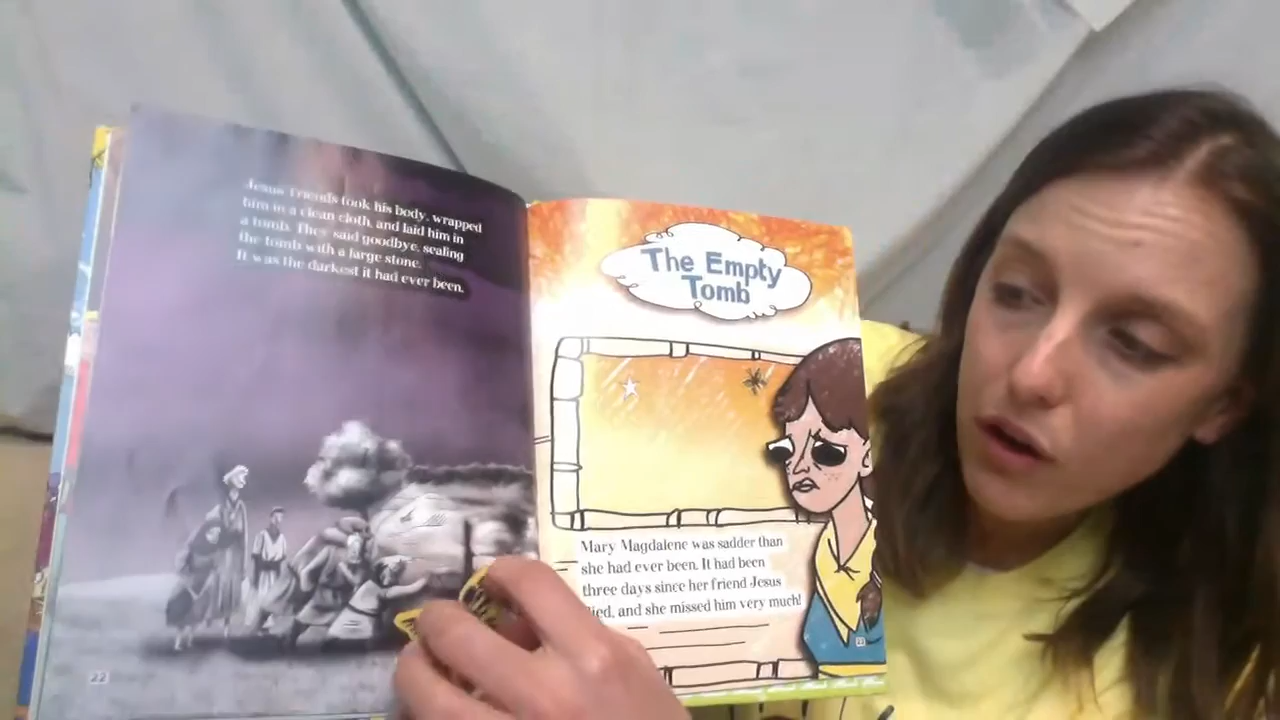 Jesus' friends took his body, wrapped
him in a clean cloth, and laid him in
a tomb. They said goodbye, sealing
the tomb with a large stone.
It was the darkest it had ever been.
22
The Empty
Tomb
Mary Magdalene was sadder than
she had ever been. It had been
three days since her friend Jesus
died, and she missed him very much!
23